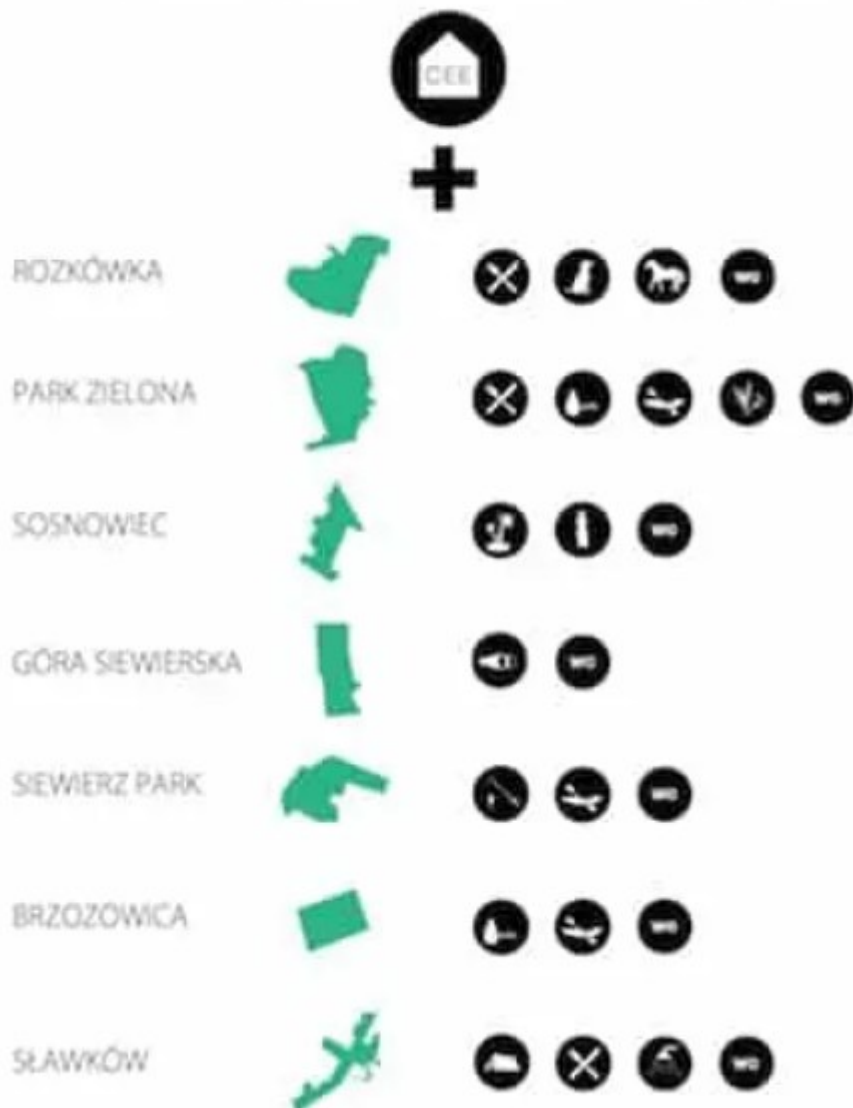 CEE
ROZKÓWKA
PARK ZIELONA
SOSNOWIEC
GÓRA SIEWIERSKA
SIEWIERZ PARK
BRZOZOWICA
SŁAWKÓW